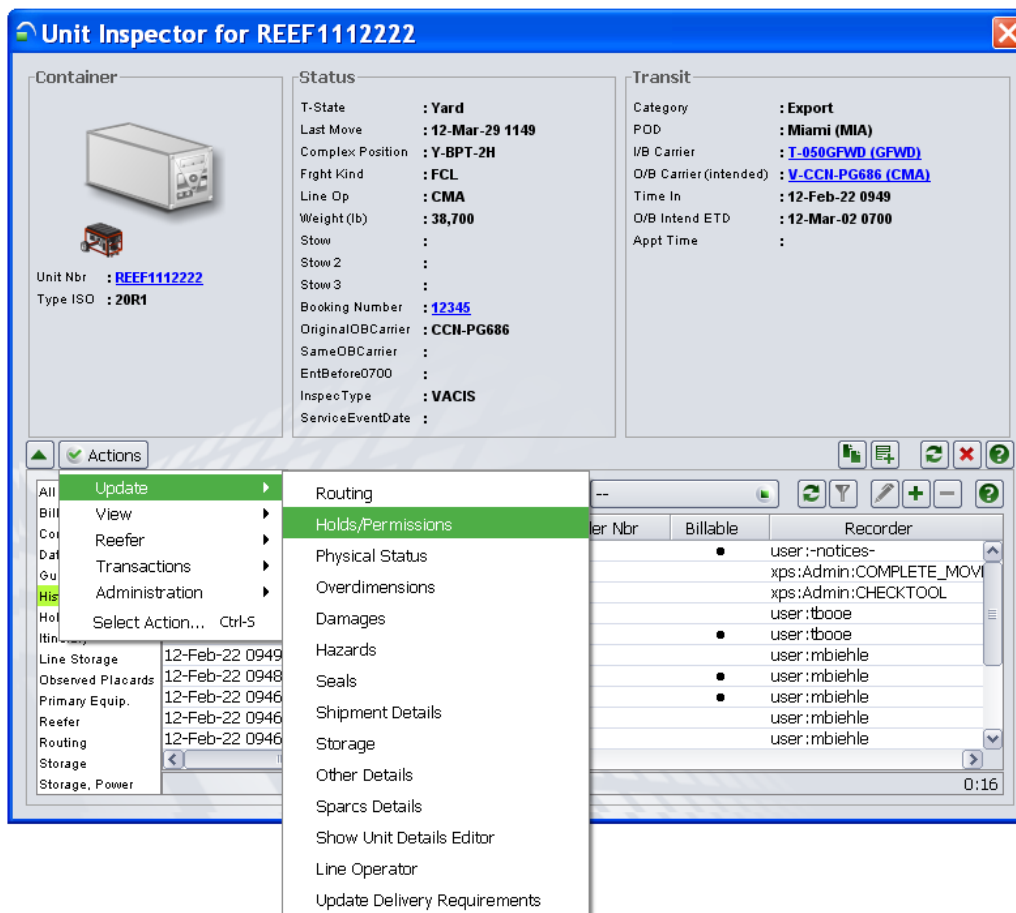 Unit Inspector for REEF1112222
Container
Unit Nbr : REEF1112222
Type ISO : 20R1
Status
T-State : Yard
Last Move : 12-Mar-29 1149
Complex Position : Y-BPT-2H
Frght Kind : FCL
Line Op : CMA
Weight (lb) : 38,700
Stow :
Stow 2 :
Stow 3 :
Booking Number : 12345
OriginalOBCarrier : CCN-PG686
SameOBCarrier :
EntBefore0700 :
InspecType : VACIS
ServiceEventDate :
Transit
Category : Export
POD : Miami (MIA)
I/B Carrier : T-050GFWD (GFWD)
O/B Carrier (intended) : V-CCN-PG686 (CMA)
Time In : 12-Feb-22 0949
O/B Intend ETD : 12-Mar-02 0700
Appt Time :
Actions
Update
View
Reefer
Transactions
Administration
Select Action... Ctrl-S
Routing
Holds/Permissions
Physical Status
Overdimensions
Damages
Hazards
Seals
Shipment Details
Storage
Other Details
Sparcs Details
Show Unit Details Editor
Line Operator
Update Delivery Requirements
All
Line Storage
Observed Placards
Primary Equip.
Reefer
Routing
Storage
Storage, Power
--
Nbr Billable Recorder
user:-notices-
xps:Admin:COMPLETE_MOV
xps:Admin:CHECKTOOL
user:tbooe
user:tbooe
12-Feb-22 0949 user:mbiehle
12-Feb-22 0948 user:mbiehle
12-Feb-22 0946 user:mbiehle
12-Feb-22 0946 user:mbiehle
12-Feb-22 0946 user:mbiehle
0:16